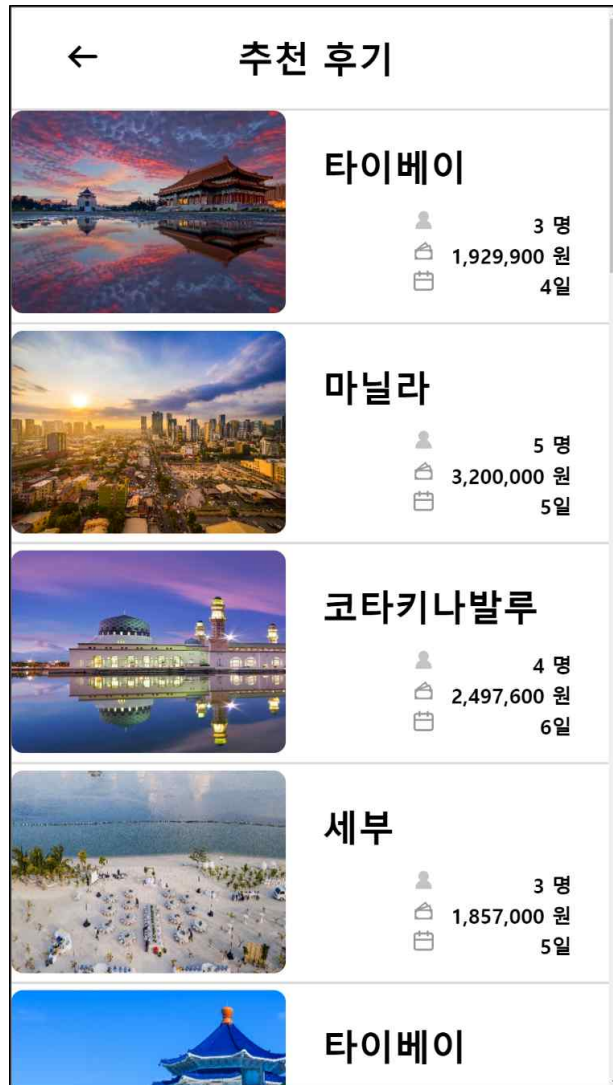 추천 후기
타이베이
3 명
1,929,900 원
4일
마닐라
5 명
3,200,000 원
5일
코타키나발루
4 명
2,497,600 원
6일
세부
3 명
1,857,000 원
5일
타이베이